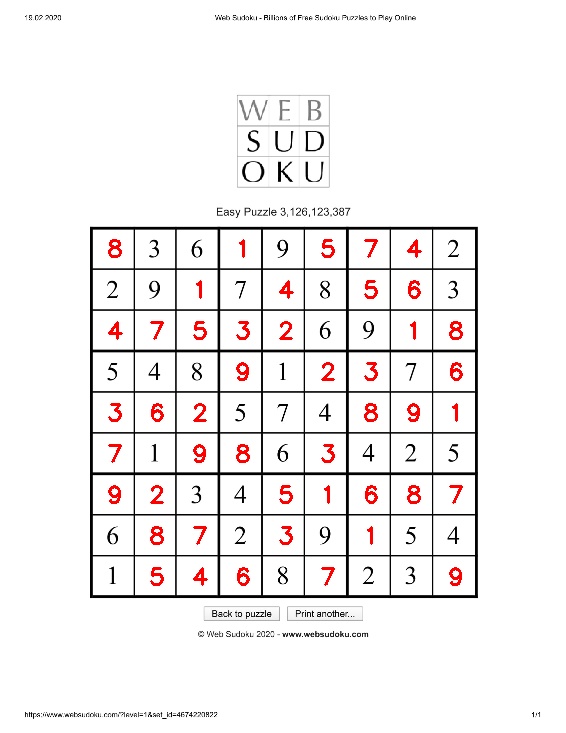 19.02 2020
Web Sudoku - Billions of Free Sudoku Puzzles to Play Online
W E B
S U D
O K U
Easy Puzzle 3,126,123,387
8 3 6 1 9 5 7 4 2
2 9 1 7 4 8 5 6 3
4 7 5 3 2 6 9 1 8
5 4 8 9 1 2 3 7 6
3 6 2 5 7 4 8 9 1
7 1 9 8 6 3 4 2 5
9 2 3 4 5 1 6 8 7
6 8 7 2 3 9 1 5 4
1 5 4 6 8 7 2 3 9
Back to puzzle Print another...
© Web Sudoku 2020 - www.websudoku.com
https://www.websudoku.com/?level=1&set_id=4674220822
1/1